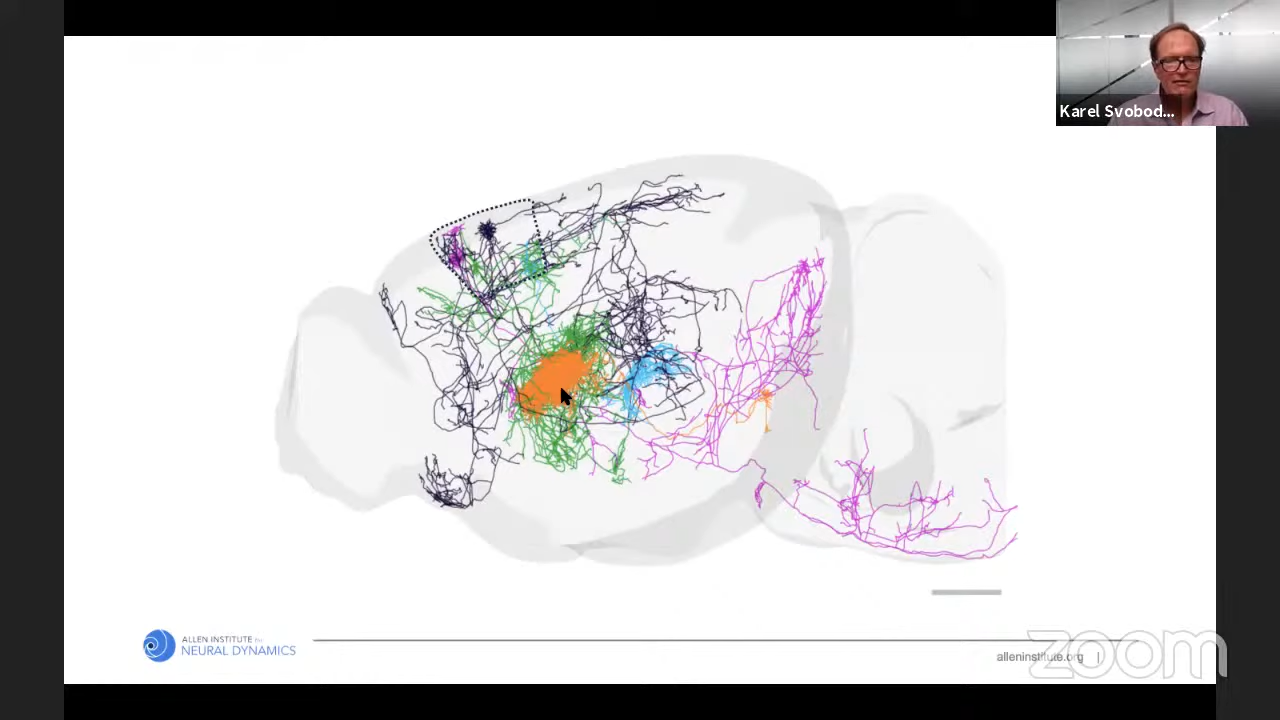 Karel Svobod...
ALLEN INSTITUTE for
NEURAL DYNAMICS
alleninstitute.org |
zoom